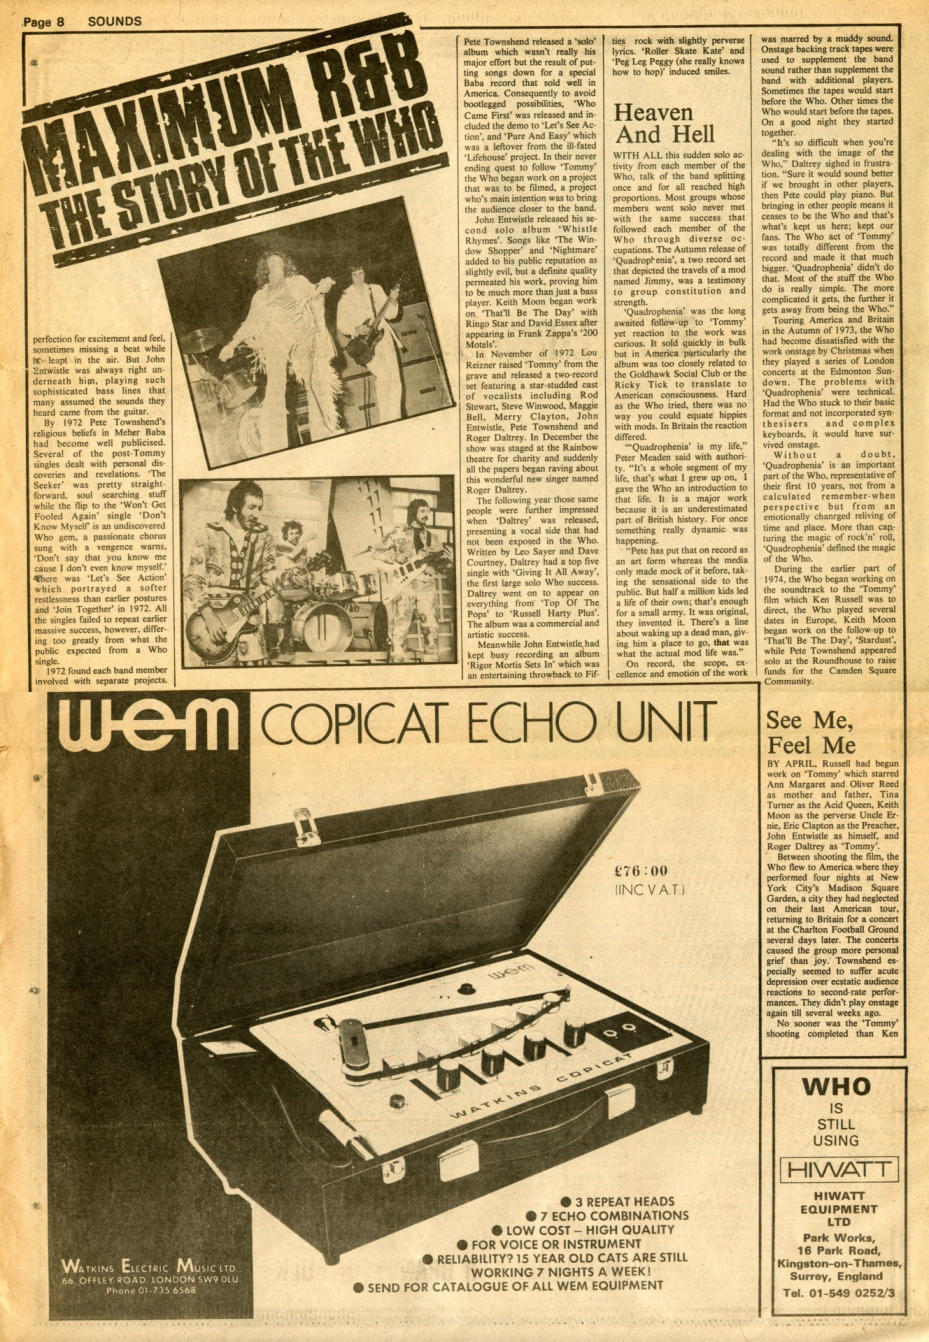 Page 8 SOUNDS
MAXIMUM R&B
THE STORY OF THE WHO
perfection for excitement and feel,
sometimes missing a beat while
he leapt in the air. But John
Entwistle was always right un-
derneath him, playing such
sophisticated bass lines that
many assumed the sounds they
heard came from the guitar.
By 1972 Pete Townshend's
religious beliefs in Meher Baba
had become well publicised.
Several of the post-Tommy
singles dealt with personal dis-
coveries and revelations. 'The
Seeker' was pretty straight-
forward, soul searching stuff
while the flip to the 'Won't Get
Fooled Again' single 'Don't
Know Myself' is an undiscovered
Who gem, a passionate chorus
sung with a vengence warns,
'Don't say that you know me
cause I don't even know myself.'
There was 'Let's See Action'
which portrayed a softer
restlessness than earlier postures
and 'Join Together' in 1972. All
the singles failed to repeat earlier
massive success, however, differ-
ing too greatly from what the
public expected from a Who
single.
1972 found each band member
involved with separate projects.
Pete Townshend released a 'solo'
album which wasn't really his
major effort but the result of put-
ting songs down for a special
Baba record that sold well in
America. Consequently to avoid
bootlegged possibilities, 'Who
Came First' was released and in-
cluded the demo to 'Let's See Ac-
tion', and 'Pure And Easy' which
was a leftover from the ill-fated
'Lifehouse' project. In their never
ending quest to follow 'Tommy'
the Who began work on a project
that was to be filmed, a project
who's main intention was to bring
the audience closer to the band.
John Entwistle released his se-
cond solo album 'Whistle
Rhymes'. Songs like 'The Win-
dow Shopper' and 'Nightmare'
added to his public reputation as
slightly evil, but a definite quality
permeated his work, proving him
to be much more than just a bass
player. Keith Moon began work
on 'That'll Be The Day' with
Ringo Star and David Essex after
appearing in Frank Zappa's '200
Motels'.
In November of 1972 Lou
Reizner raised 'Tommy' from the
grave and released a two-record
set featuring a star-studded cast
of vocalists including Rod
Stewart, Steve Winwood, Maggie
Bell, Merry Clayton, John
Entwistle, Pete Townshend and
Roger Daltrey. In December the
show was staged at the Rainbow
theatre for charity and suddenly
all the papers began raving about
this wonderful new singer named
Roger Daltrey.
The following year those same
people were further impressed
when 'Daltrey' was released,
presenting a vocal side that had
not been exposed in the Who.
Written by Leo Sayer and Dave
Courtney, Daltrey had a top five
single with 'Giving It All Away',
the first large solo Who success.
Daltrey went on to appear on
everything from 'Top Of The
Pops' to 'Russell Harty Plus'.
The album was a commercial and
artistic success.
Meanwhile John Entwistle had
kept busy recording an album
'Rigor Mortis Sets In' which was
an entertaining throwback to Fif-
ties rock with slightly perverse
lyrics. 'Roller Skate Kate' and
'Peg Leg Peggy (she really knows
how to hop)' induced smiles.
Heaven
And Hell
WITH ALL this sudden solo ac-
tivity from each member of the
Who, talk of the band splitting
once and for all reached high
proportions. Most groups whose
members went solo never met
with the same success that
followed each member of the
Who through diverse oc-
cupations. The Autumn release of
'Quadrophenia', a two record set
that depicted the travels of a mod
named Jimmy, was a testimony
to group constitution and
strength.
'Quadrophenia' was the long
awaited follow-up to 'Tommy'
yet reaction to the work was
curious. It sold quickly in bulk
but in America particularly the
album was too closely related to
the Goldhawk Social Club or the
Ricky Tick to translate to
American consciousness. Hard
as the Who tried, there was no
way you could equate hippies
with mods. In Britain the reaction
differed.
"'Quadrophenia' is my life,"
Peter Meaden said with authori-
ty. "It's a whole segment of my
life, that's what I grew up on, I
gave the Who an introduction to
that life. It is a major work
because it is an underestimated
part of British history. For once
something really dynamic was
happening.
"Pete has put that on record as
an art form whereas the media
only made mock of it before, tak-
ing the sensational side to the
public. But half a million kids led
a life of their own; that's enough
for a small army. It was original,
they invented it. There's a line
about waking up a dead man, giv-
ing him a place to go, that was
what the actual mod life was."
On record, the scope, ex-
cellence and emotion of the work
was marred by a muddy sound.
Onstage backing track tapes were
used to supplement the band
sound rather than supplement the
band with additional players.
Sometimes the tapes would start
before the Who. Other times the
Who would start before the tapes.
On a good night they started
together.
"It's so difficult when you're
dealing with the image of the
Who," Daltrey sighed in frustra-
tion. "Sure it would sound better
if we brought in other players,
then Pete could play piano. But
bringing in other people means it
ceases to be the Who and that's
what's kept us here; kept our
fans. The Who act of 'Tommy'
was totally different from the
record and made it that much
bigger. 'Quadrophenia' didn't do
that. Most of the stuff the Who
do is really simple. The more
complicated it gets, the further it
gets away from being the Who."
Touring America and Britain
in the Autumn of 1973, the Who
had become dissatisfied with the
work onstage by Christmas when
they played a series of London
concerts at the Edmonton Sun-
down. The problems with
'Quadrophenia' were technical.
Had the Who stuck to their basic
format and not incorporated syn-
thesisers and complex
keyboards, it would have sur-
vived onstage.
Without a doubt,
'Quadrophenia' is an important
part of the Who, representative of
their first 10 years, not from a
calculated remember-when
perspective but from an
emotionally changed reliving of
time and place. More than cap-
turing the magic of rock'n' roll,
'Quadrophenia' defined the magic
of the Who.
During the earlier part of
1974, the Who began working on
the soundtrack to the 'Tommy'
film which Ken Russell was to
direct, the Who played several
dates in Europe, Keith Moon
began work on the follow-up to
'That'll Be The Day', 'Stardust',
while Pete Townshend appeared
solo at the Roundhouse to raise
funds for the Camden Square
Community.
See Me,
Feel Me
BY APRIL, Russell had begun
work on 'Tommy' which starred
Ann Margaret and Oliver Reed
as mother and father, Tina
Turner as the Acid Queen, Keith
Moon as the perverse Uncle Er-
nie, Eric Clapton as the Preacher,
John Entwistle as himself, and
Roger Daltrey as 'Tommy'.
Between shooting the film, the
Who flew to America where they
performed four nights at New
York City's Madison Square
Garden, a city they had neglected
on their last American tour,
returning to Britain for a concert
at the Charlton Football Ground
several days later. The concerts
caused the group more personal
grief than joy. Townshend es-
pecially seemed to suffer acute
depression over ecstatic audience
reactions to second-rate perfor-
mances. They didn't play onstage
again till several weeks ago.
No sooner was the 'Tommy'
shooting completed than Ken
wem COPICAT ECHO UNIT
£76:00
(INC V.A.T.)
wem
WATKINS COPICAT
● 3 REPEAT HEADS
● 7 ECHO COMBINATIONS
● LOW COST – HIGH QUALITY
● FOR VOICE OR INSTRUMENT
● RELIABILITY? 15 YEAR OLD CATS ARE STILL
WORKING 7 NIGHTS A WEEK!
● SEND FOR CATALOGUE OF ALL WEM EQUIPMENT
WATKINS ELECTRIC MUSIC LTD.
66, OFFLEY ROAD, LONDON SW9 0LU.
Phone 01-735 6568
WHO
IS
STILL
USING
HIWATT
HIWATT
EQUIPMENT
LTD
Park Works,
16 Park Road,
Kingston-on-Thames,
Surrey, England
Tel. 01-549 0252/3